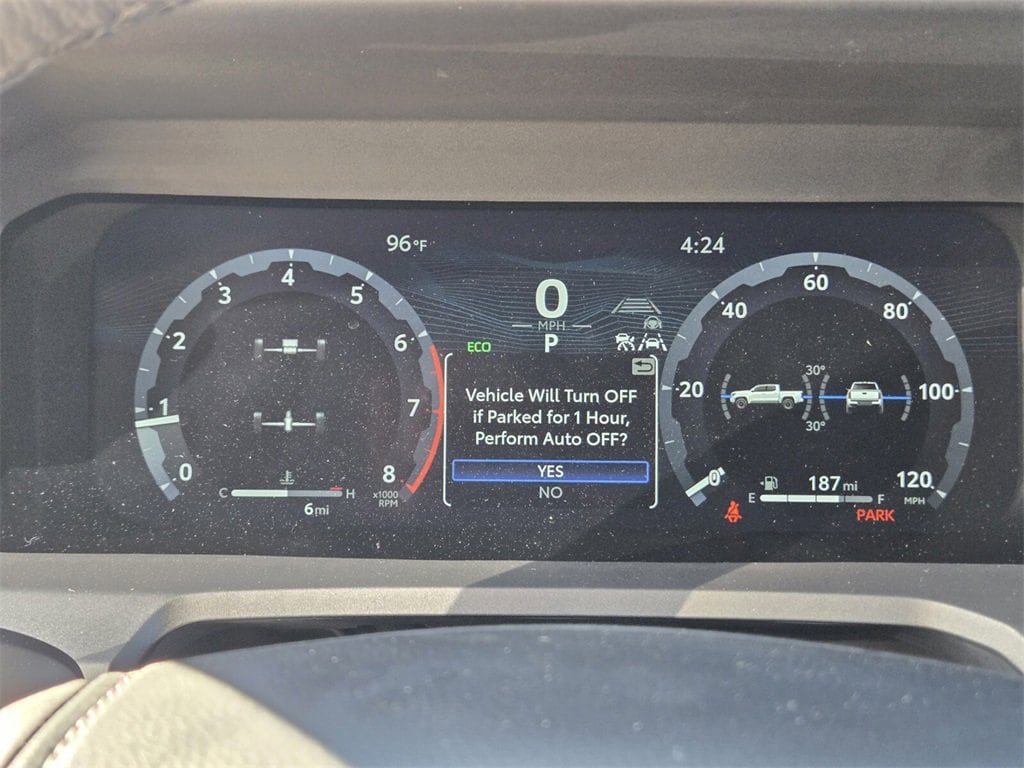 96°F
4:24
0
MPH
P
ECO
Vehicle Will Turn OFF
if Parked for 1 Hour,
Perform Auto OFF?
YES
NO
0
1
2
3
4
5
6
7
8
x1000
RPM
C
H
6 mi
0
20
40
60
80
100
120
MPH
30°
30°
E
187 mi
F
PARK